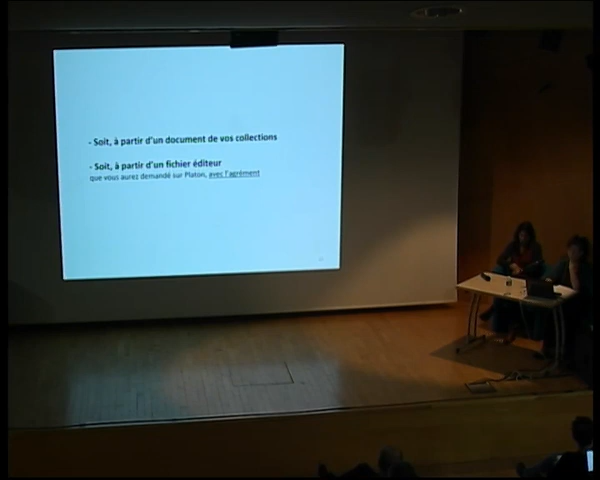 - Soit, à partir d'un document de vos collections
- Soit, à partir d'un fichier éditeur
que vous aurez demandé sur Platon, avec l'agrément